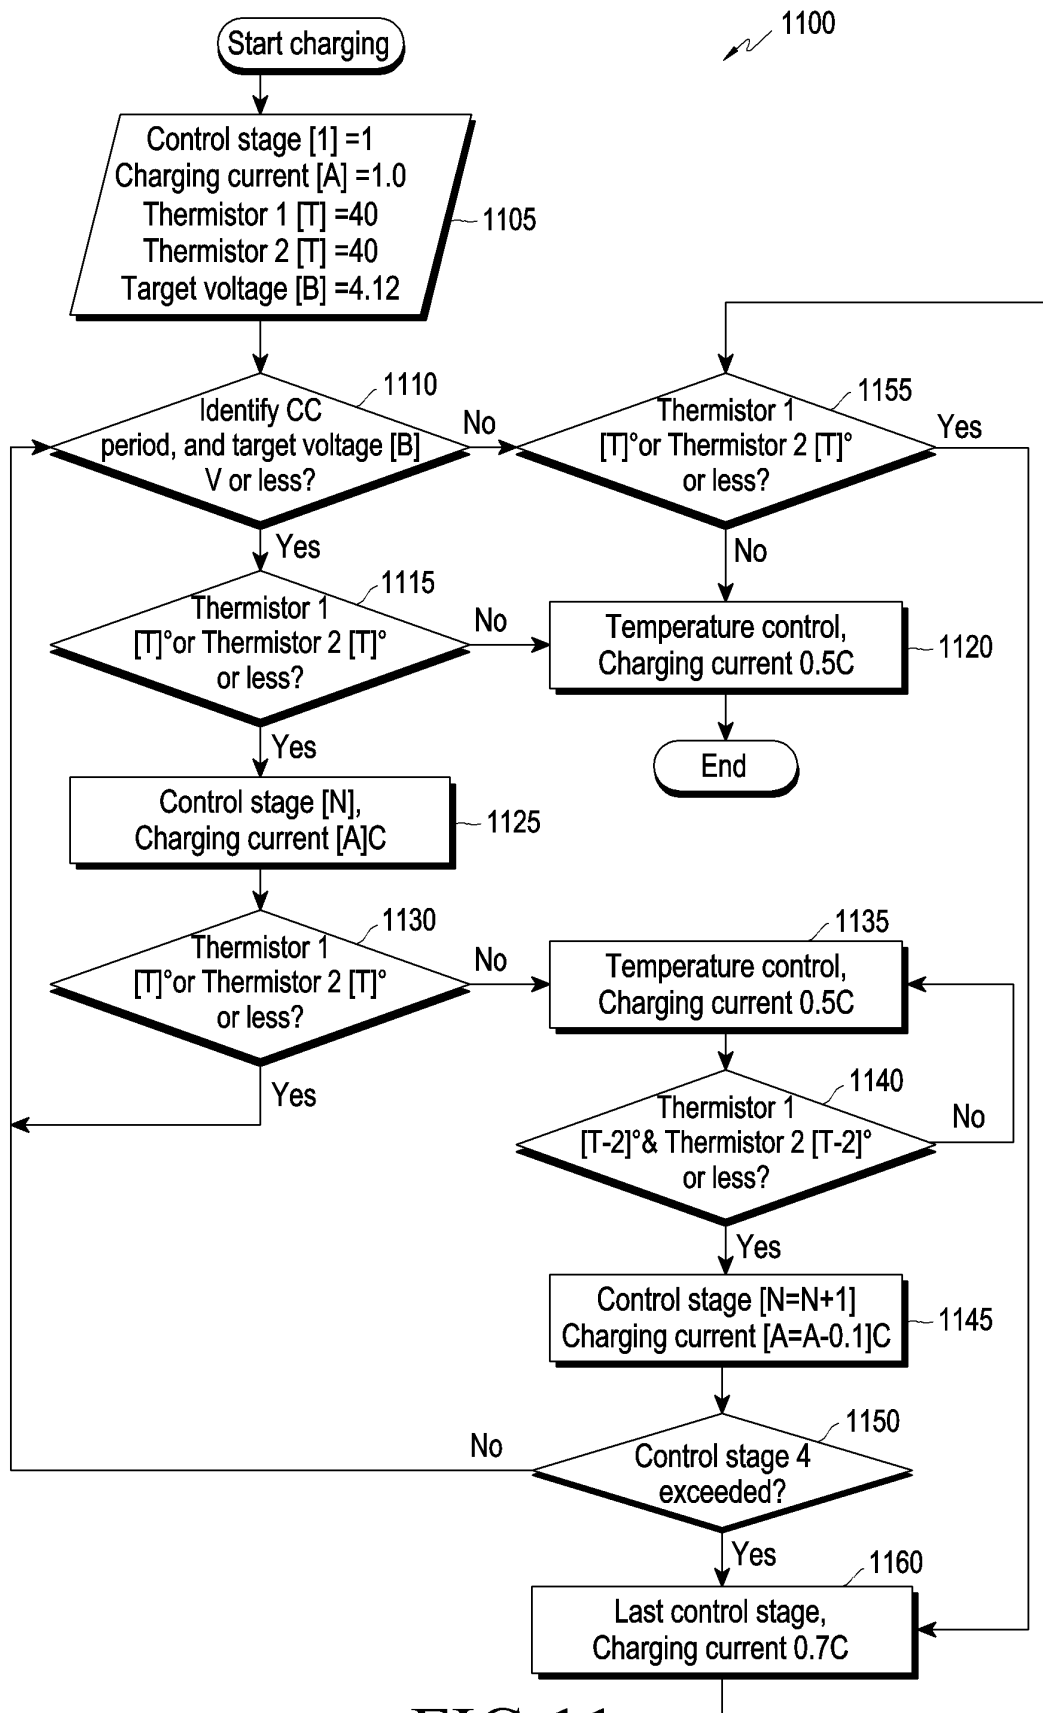 1100
Start charging
Control stage [1] =1
Charging current [A] =1.0
Thermistor 1 [T] =40
Thermistor 2 [T] =40
Target voltage [B] =4.12
1105
1110
Identify CC
period, and target voltage [B]
V or less?
No
Yes
1155
Thermistor 1
[T]°or Thermistor 2 [T]°
or less?
Yes
No
1115
Thermistor 1
[T]°or Thermistor 2 [T]°
or less?
No
Yes
Temperature control,
Charging current 0.5C
1120
End
Control stage [N],
Charging current [A]C
1125
1130
Thermistor 1
[T]°or Thermistor 2 [T]°
or less?
No
Yes
1135
Temperature control,
Charging current 0.5C
1140
Thermistor 1
[T-2]°& Thermistor 2 [T-2]°
or less?
No
Yes
Control stage [N=N+1]
Charging current [A=A-0.1]C
1145
1150
Control stage 4
exceeded?
No
Yes
1160
Last control stage,
Charging current 0.7C